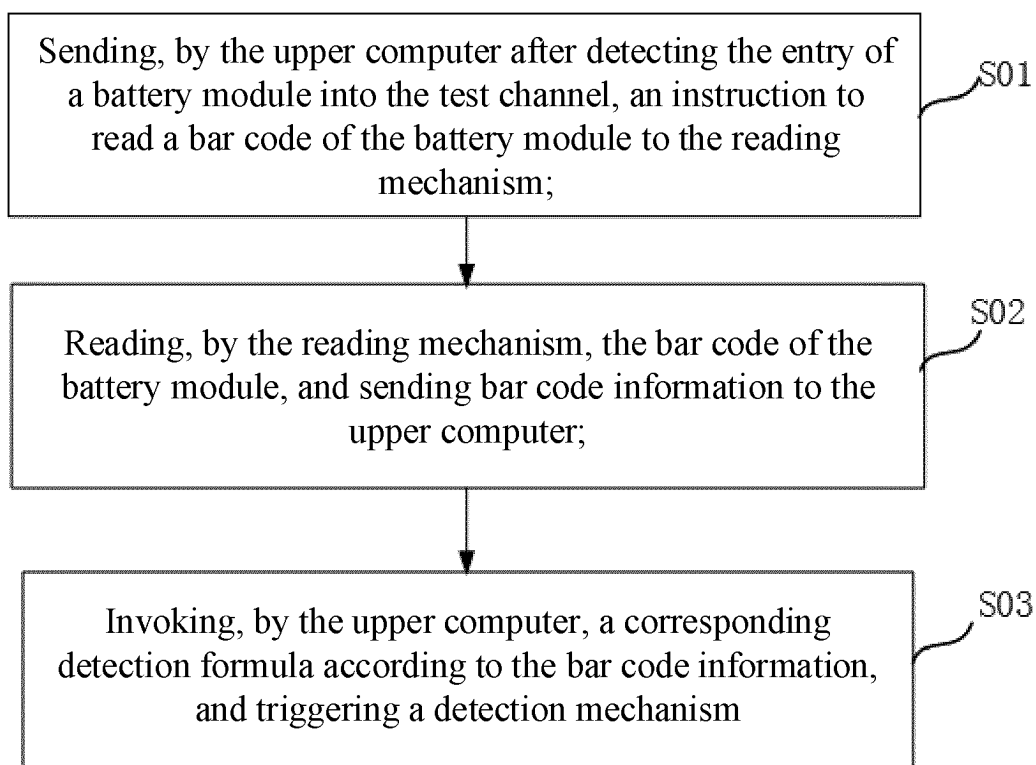 Sending, by the upper computer after detecting the entry of
a battery module into the test channel, an instruction to
read a bar code of the battery module to the reading
mechanism;
S01
Reading, by the reading mechanism, the bar code of the
battery module, and sending bar code information to the
upper computer;
S02
Invoking, by the upper computer, a corresponding
detection formula according to the bar code information,
and triggering a detection mechanism
S03